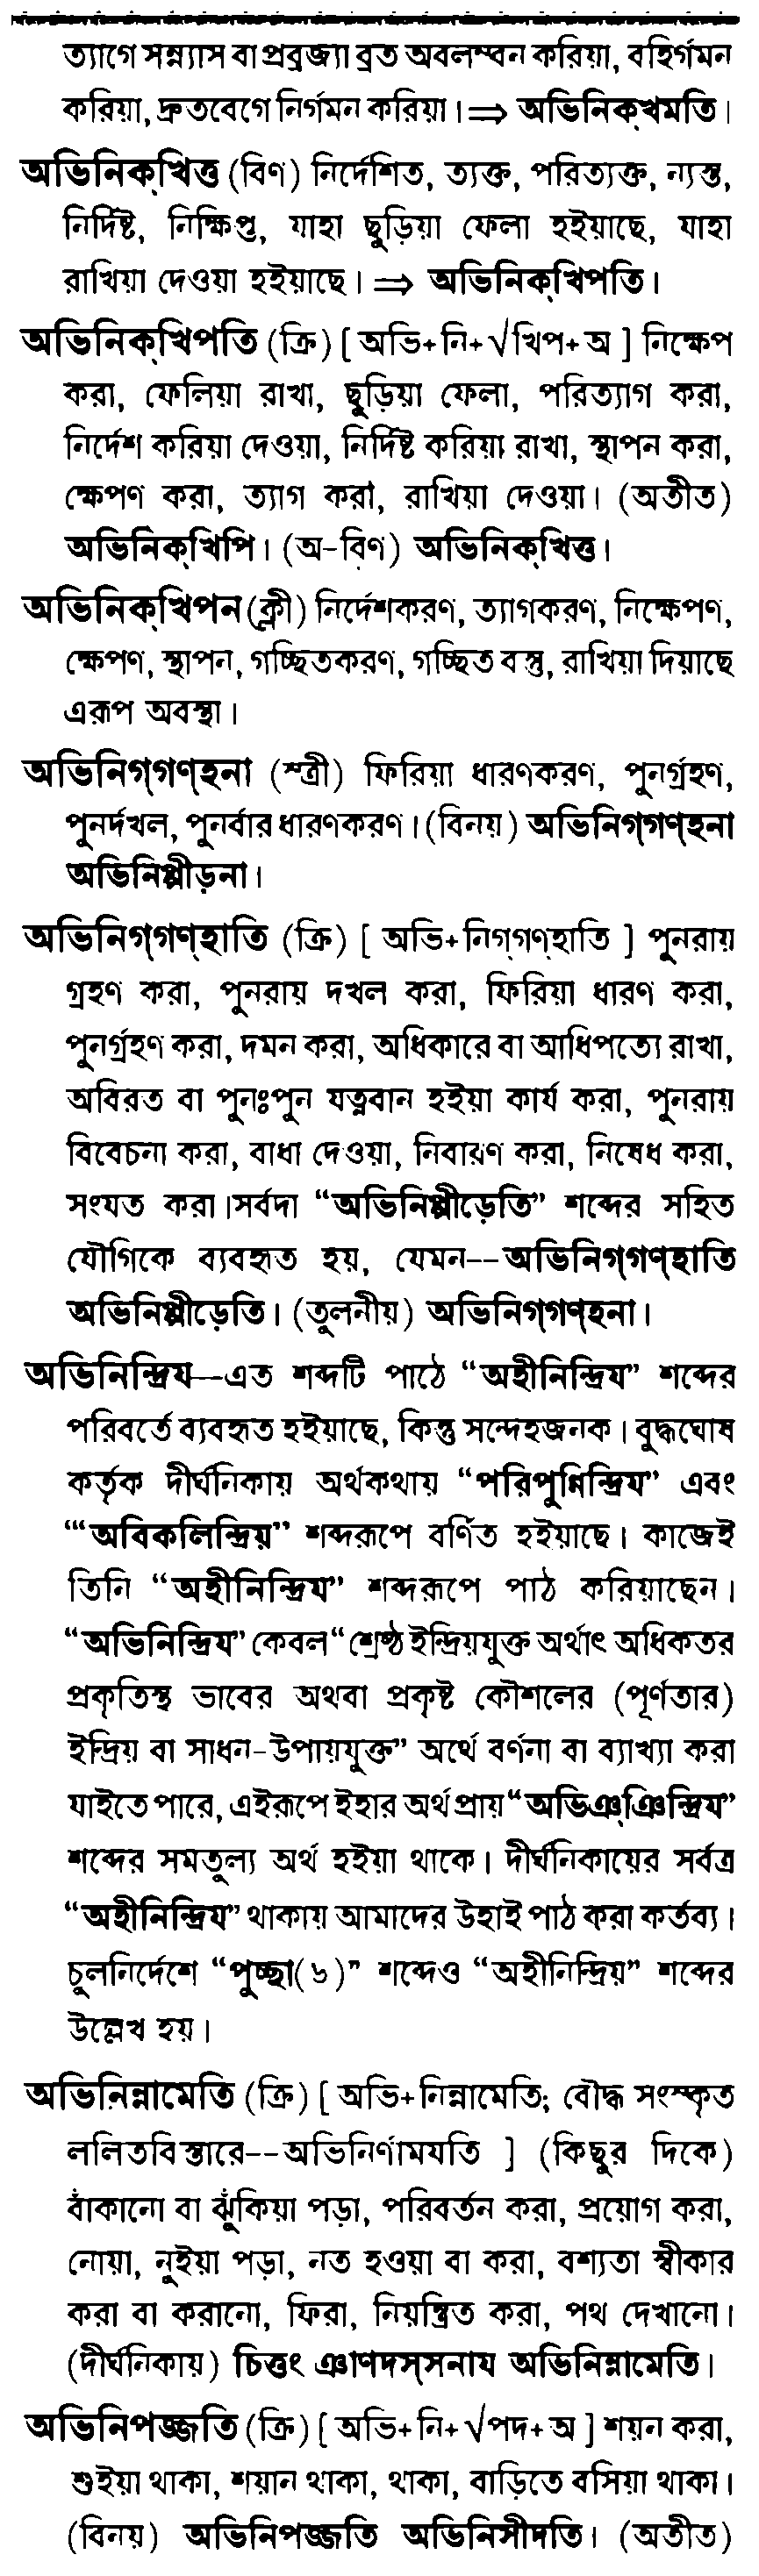 ত্যাগে সন্ন্যাস বা প্রব্রজ্যা ব্রত অবলম্বন করিয়া, বহির্গমন
করিয়া, দ্রুতবেগে নির্গমন করিয়া। ⇒ অভিনিক্‌খমতি।
অভিনিক্‌খিত্ত (বিণ) নির্দেশিত, ত্যক্ত, পরিত্যক্ত, ন্যস্ত,
নির্দিষ্ট, নিক্ষিপ্ত, যাহা ছুড়িয়া ফেলা হইয়াছে, যাহা
রাখিয়া দেওয়া হইয়াছে। ⇒ অভিনিক্‌খিপতি।
অভিনিক্‌খিপতি (ক্রি) [ অভি+নি+√খিপ+অ ] নিক্ষেপ
করা, ফেলিয়া রাখা, ছুড়িয়া ফেলা, পরিত্যাগ করা,
নির্দেশ করিয়া দেওয়া, নির্দিষ্ট করিয়া রাখা, স্থাপন করা,
ক্ষেপণ করা, ত্যাগ করা, রাখিয়া দেওয়া। (অতীত)
অভিনিক্‌খিপি। (অ-বিণ) অভিনিক্‌খিত্ত।
অভিনিক্‌খিপন (ক্লী) নির্দেশকরণ, ত্যাগকরণ, নিক্ষেপণ,
ক্ষেপণ, স্থাপন, গচ্ছিতকরণ, গচ্ছিত বস্তু, রাখিয়া দিয়াছে
এরূপ অবস্থা।
অভিনিগ্‌গণ্‌হনা (স্ত্রী) ফিরিয়া ধারণকরণ, পুনর্গ্রহণ,
পুনর্দখল, পুনর্বার ধারণকরণ। (বিনয়) অভিনিগ্‌গণ্‌হনা
অভিনিপ্পীড়না।
অভিনিগ্‌গণ্‌হাতি (ক্রি) [ অভি+নিগ্‌গণ্‌হাতি ] পুনরায়
গ্রহণ করা, পুনরায় দখল করা, ফিরিয়া ধারণ করা,
পুনর্গ্রহণ করা, দমন করা, অধিকারে বা আধিপত্যে রাখা,
অবিরত বা পুনঃপুন যত্নবান হইয়া কার্য করা, পুনরায়
বিবেচনা করা, বাধা দেওয়া, নিবারণ করা, নিষেধ করা,
সংযত করা।সর্বদা “অভিনিপ্পীড়েতি” শব্দের সহিত
যৌগিকে ব্যবহৃত হয়, যেমন--অভিনিগ্‌গণ্‌হাতি
অভিনিপ্পীড়েতি। (তুলনীয়) অভিনিগ্‌গণ্‌হনা।
অভিনিন্দ্রিয—এত শব্দটি পাঠে “অহীনিন্দ্রিয” শব্দের
পরিবর্তে ব্যবহৃত হইয়াছে, কিন্তু সন্দেহজনক। বুদ্ধঘোষ
কর্তৃক দীর্ঘনিকায় অর্থকথায় “পরিপুন্নিন্দ্রিয” এবং
“‘অবিকলিন্দ্রিয়” শব্দরূপে বর্ণিত হইয়াছে। কাজেই
তিনি “অহীনিন্দ্রিয” শব্দরূপে পাঠ করিয়াছেন।
“অভিনিন্দ্রিয” কেবল “শ্রেষ্ঠ ইন্দ্রিয়যুক্ত অর্থাৎ অধিকতর
প্রকৃতিস্থ ভাবের অথবা প্রকৃষ্ট কৌশলের (পূর্ণতার)
ইন্দ্রিয় বা সাধন-উপায়যুক্ত” অর্থে বর্ণনা বা ব্যাখ্যা করা
যাইতে পারে, এইরূপে ইহার অর্থ প্রায় “অভিঞ্‌ঞিন্দ্রিয”
শব্দের সমতুল্য অর্থ হইয়া থাকে। দীর্ঘনিকায়ের সর্বত্র
“অহীনিন্দ্রিয” থাকায় আমাদের উহাই পাঠ করা কর্তব্য।
চুলনির্দেশে “পুচ্ছা(৬)” শব্দেও “অহীনিন্দ্রিয়” শব্দের
উল্লেখ হয়।
অভিনিন্নামেতি (ক্রি) [ অভি+নিন্নামেতি; বৌদ্ধ সংস্কৃত
ললিতবিস্তারে--অভিনির্ণাময়তি ] (কিছুর দিকে)
বাঁকানো বা ঝুঁকিয়া পড়া, পরিবর্তন করা, প্রয়োগ করা,
নোয়া, নুইয়া পড়া, নত হওয়া বা করা, বশ্যতা স্বীকার
করা বা করানো, ফিরা, নিয়ন্ত্রিত করা, পথ দেখানো।
(দীর্ঘনিকায়) চিত্তং ঞাণদস্‌সনায অভিনিন্নামেতি।
অভিনিপজ্জতি (ক্রি) [ অভি+নি+√পদ+অ ] শয়ন করা,
শুইয়া থাকা, শয়ান থাকা, থাকা, বাড়িতে বসিয়া থাকা।
(বিনয়) অভিনিপজ্জতি অভিনিসীদতি। (অতীত)